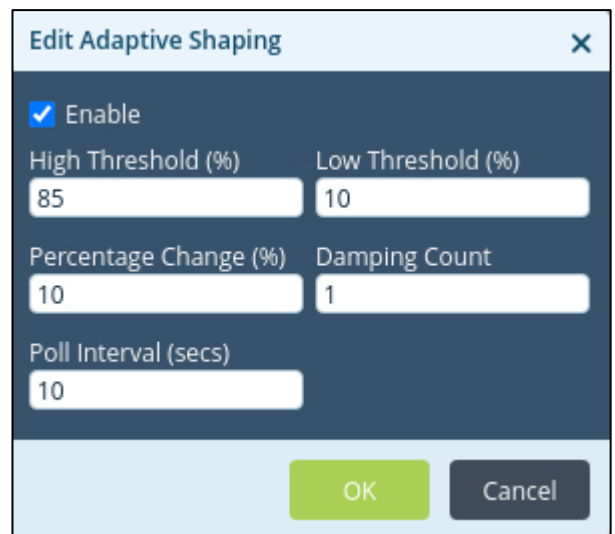 Edit Adaptive Shaping ×
Enable
High Threshold (%) Low Threshold (%)
85 10
Percentage Change (%) Damping Count
10 1
Poll Interval (secs)
10
OK Cancel